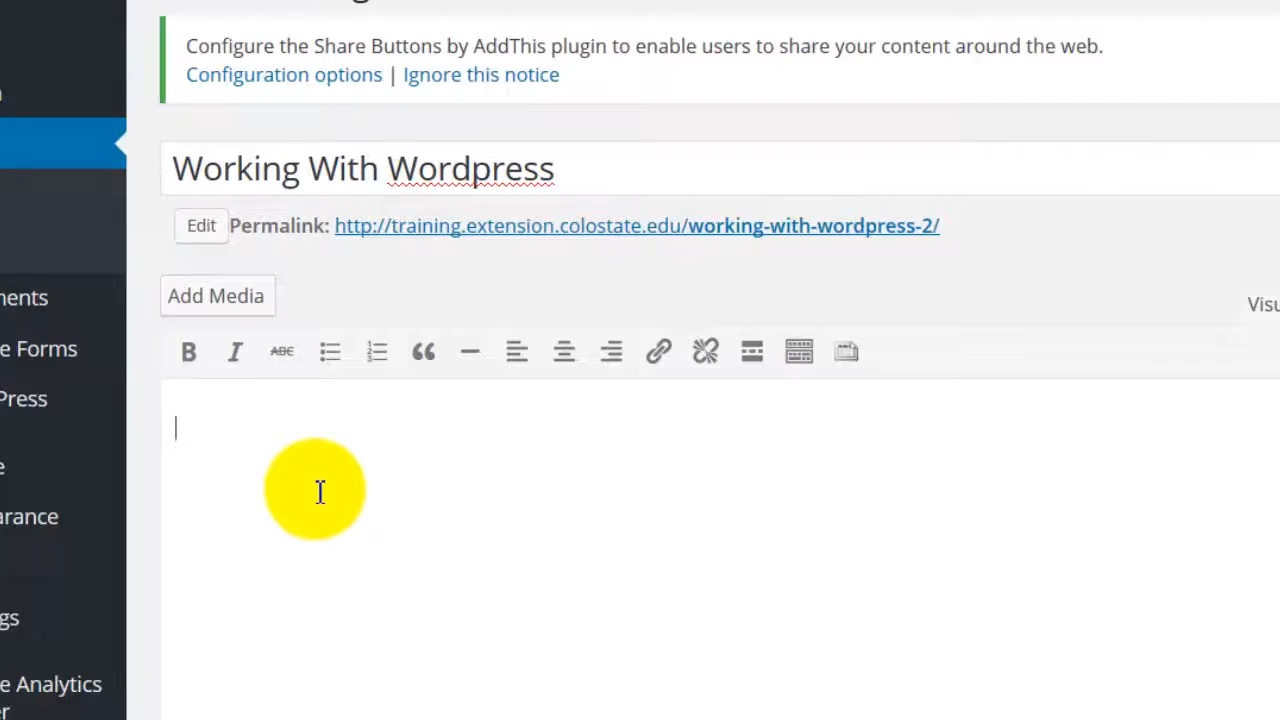 Configure the Share Buttons by AddThis plugin to enable users to share your content around the web.
Configuration options | Ignore this notice
Working With Wordpress
Edit Permalink: http://training.extension.colostate.edu/working-with-wordpress-2/
Add Media
Visu
B I ABC
ments
e Forms
Press
e
arance
gs
e Analytics
er